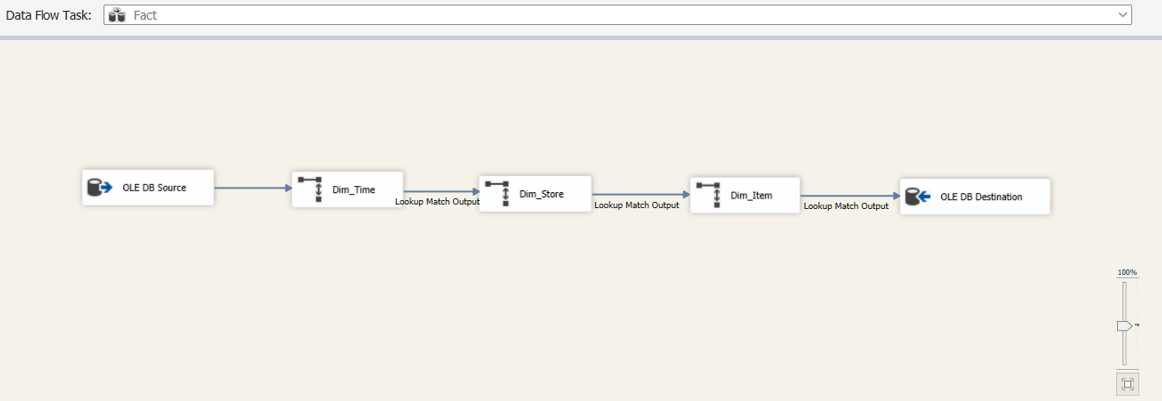 Data Flow Task: Fact
OLE DB Source
Dim_Time
Lookup Match Output
Dim_Store
Lookup Match Output
Dim_Item
Lookup Match Output
OLE DB Destination
100%